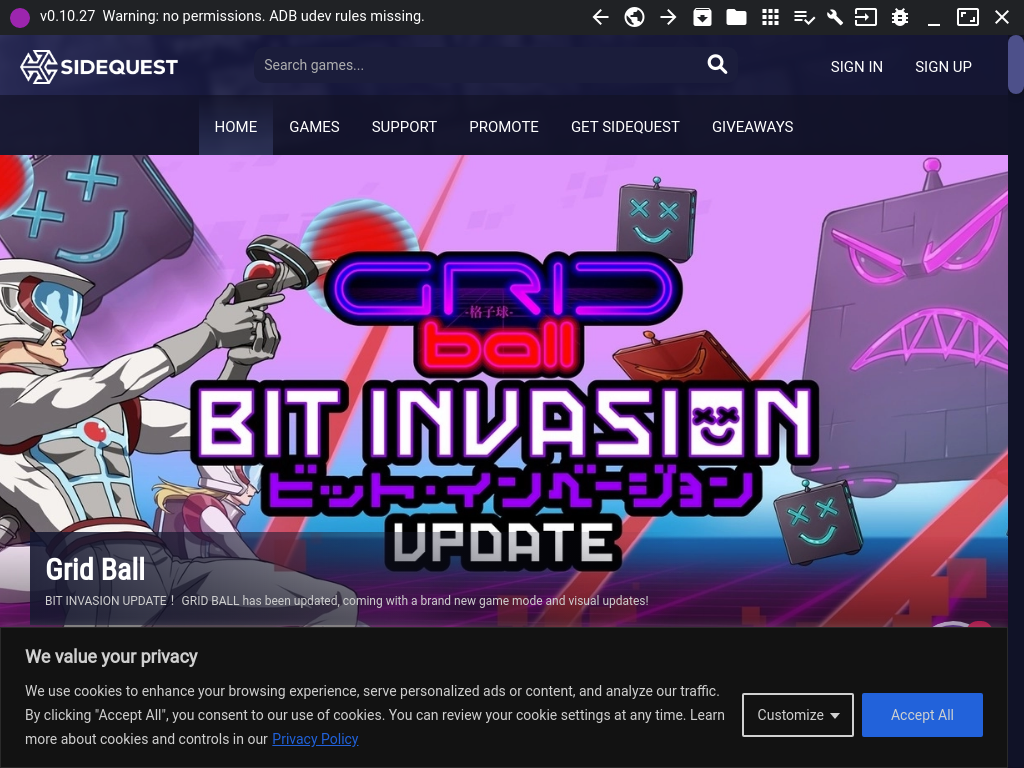 v0.10.27 Warning: no permissions. ADB udev rules missing.
SIDEQUEST
Search games...
SIGN IN
SIGN UP
HOME
GAMES
SUPPORT
PROMOTE
GET SIDEQUEST
GIVEAWAYS
GRID
-格子球-
ball
BIT INVASION
ビット・インベージョン
UPDATE
Grid Ball
BIT INVASION UPDATE！ GRID BALL has been updated, coming with a brand new game mode and visual updates!
We value your privacy
We use cookies to enhance your browsing experience, serve personalized ads or content, and analyze our traffic.
By clicking "Accept All", you consent to our use of cookies. You can review your cookie settings at any time. Learn
more about cookies and controls in our Privacy Policy
Customize
Accept All